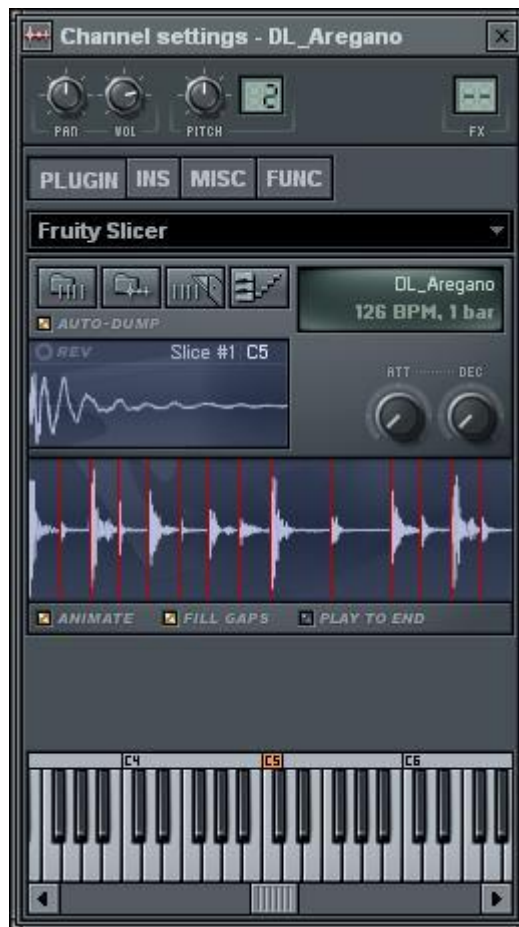 Channel settings - DL_Aregano
PAN VOL PITCH 2 -- FX
PLUGIN INS MISC FUNC
Fruity Slicer
DL_Aregano
126 BPM, 1 bar
AUTO-DUMP
REV Slice #1 C5
ATT DEC
ANIMATE FILL GAPS PLAY TO END
C4 C5 C6